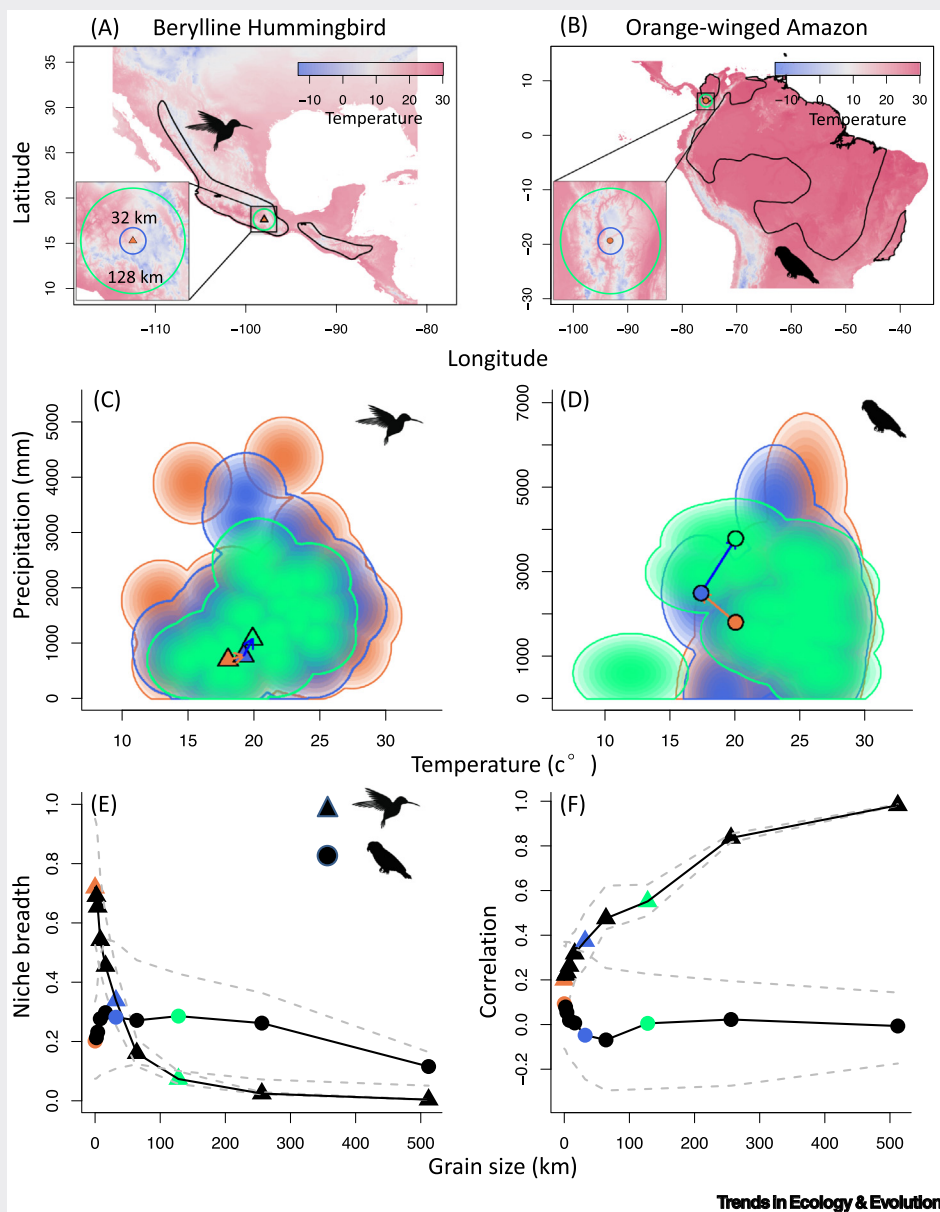 (A) Berylline Hummingbird
(B) Orange-winged Amazon
Latitude
35
30
25
20
15
10
−10 0 10 20 30
Temperature
32 km
128 km
−110 −100 −90 −80
10
0
−10
−20
−30
−10 0 10 20 30
Temperature
−100 −90 −80 −70 −60 −50 −40
Longitude
(C)
Precipitation (mm)
5000
4000
3000
2000
1000
0
10 15 20 25 30
(D)
7000
5000
3000
1000
0
10 15 20 25 30
Temperature (c° )
(E)
Niche breadth
1.0
0.8
0.6
0.4
0.2
0.0
0 100 200 300 400 500
(F)
Correlation
1.0
0.8
0.6
0.4
0.2
0.0
−0.2
0 100 200 300 400 500
Grain size (km)
Trends in Ecology & Evolution